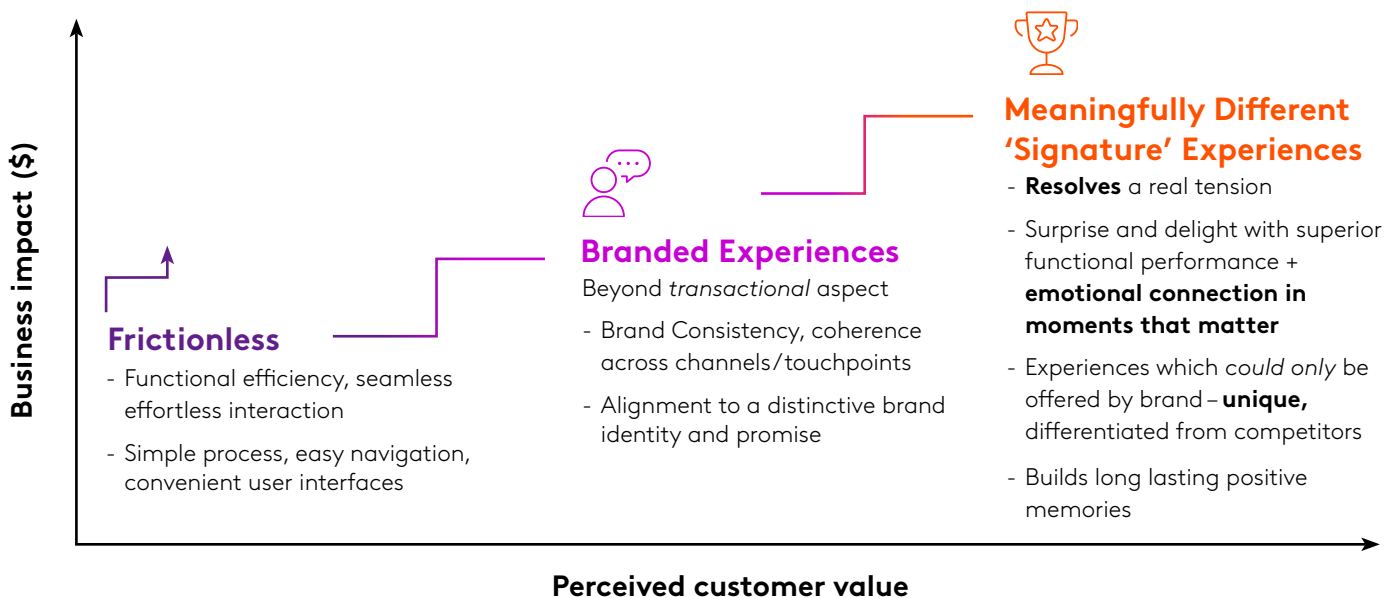 Business impact ($)
Frictionless
- Functional efficiency, seamless
effortless interaction
- Simple process, easy navigation,
convenient user interfaces
Branded Experiences
Beyond transactional aspect
- Brand Consistency, coherence
across channels/touchpoints
- Alignment to a distinctive brand
identity and promise
Meaningfully Different
‘Signature’ Experiences
- Resolves a real tension
- Surprise and delight with superior
functional performance +
emotional connection in
moments that matter
- Experiences which could only be
offered by brand – unique,
differentiated from competitors
- Builds long lasting positive
memories
Perceived customer value